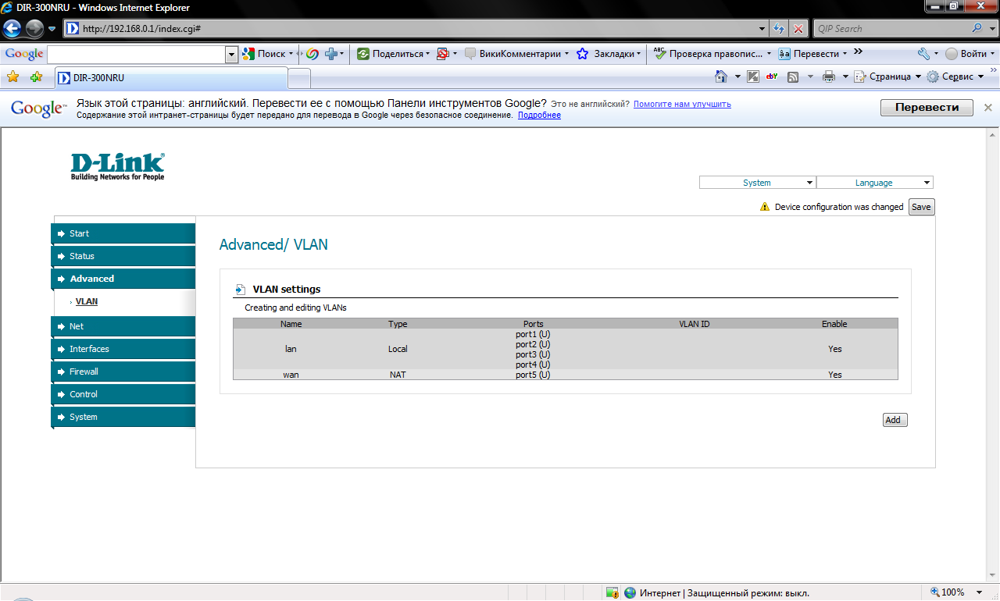 DIR-300NRU - Windows Internet Explorer
http://192.168.0.1/index.cgi#
QIP Search
Google Поиск Поделиться ВикиКомментарии Закладки ABC Проверка правопис... Перевести Войти
DIR-300NRU
ebY Страница Сервис
Google™ Язык этой страницы: английский. Перевести ее с помощью Панели инструментов Google? Это не английский? Помогите нам улучшить
Содержание этой интранет-страницы будет передано для перевода в Google через безопасное соединение. Подробнее
Перевести
D-Link®
Building Networks for People
System Language
Device configuration was changed Save
Start
Status
Advanced
VLAN
Net
Interfaces
Firewall
Control
System
Advanced/ VLAN
VLAN settings
Creating and editing VLANs
Name Type Ports VLAN ID Enable
port1 (U)
port2 (U)
lan Local Yes
port3 (U)
port4 (U)
wan NAT port5 (U) Yes
Add
Интернет | Защищенный режим: выкл.
100%